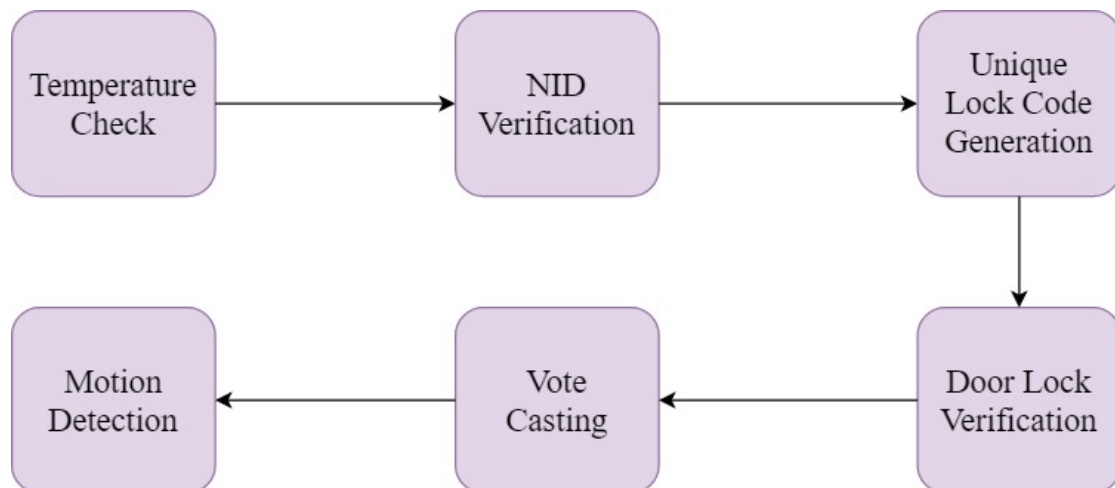 Temperature
Check
NID
Verification
Unique
Lock Code
Generation
Door Lock
Verification
Vote
Casting
Motion
Detection